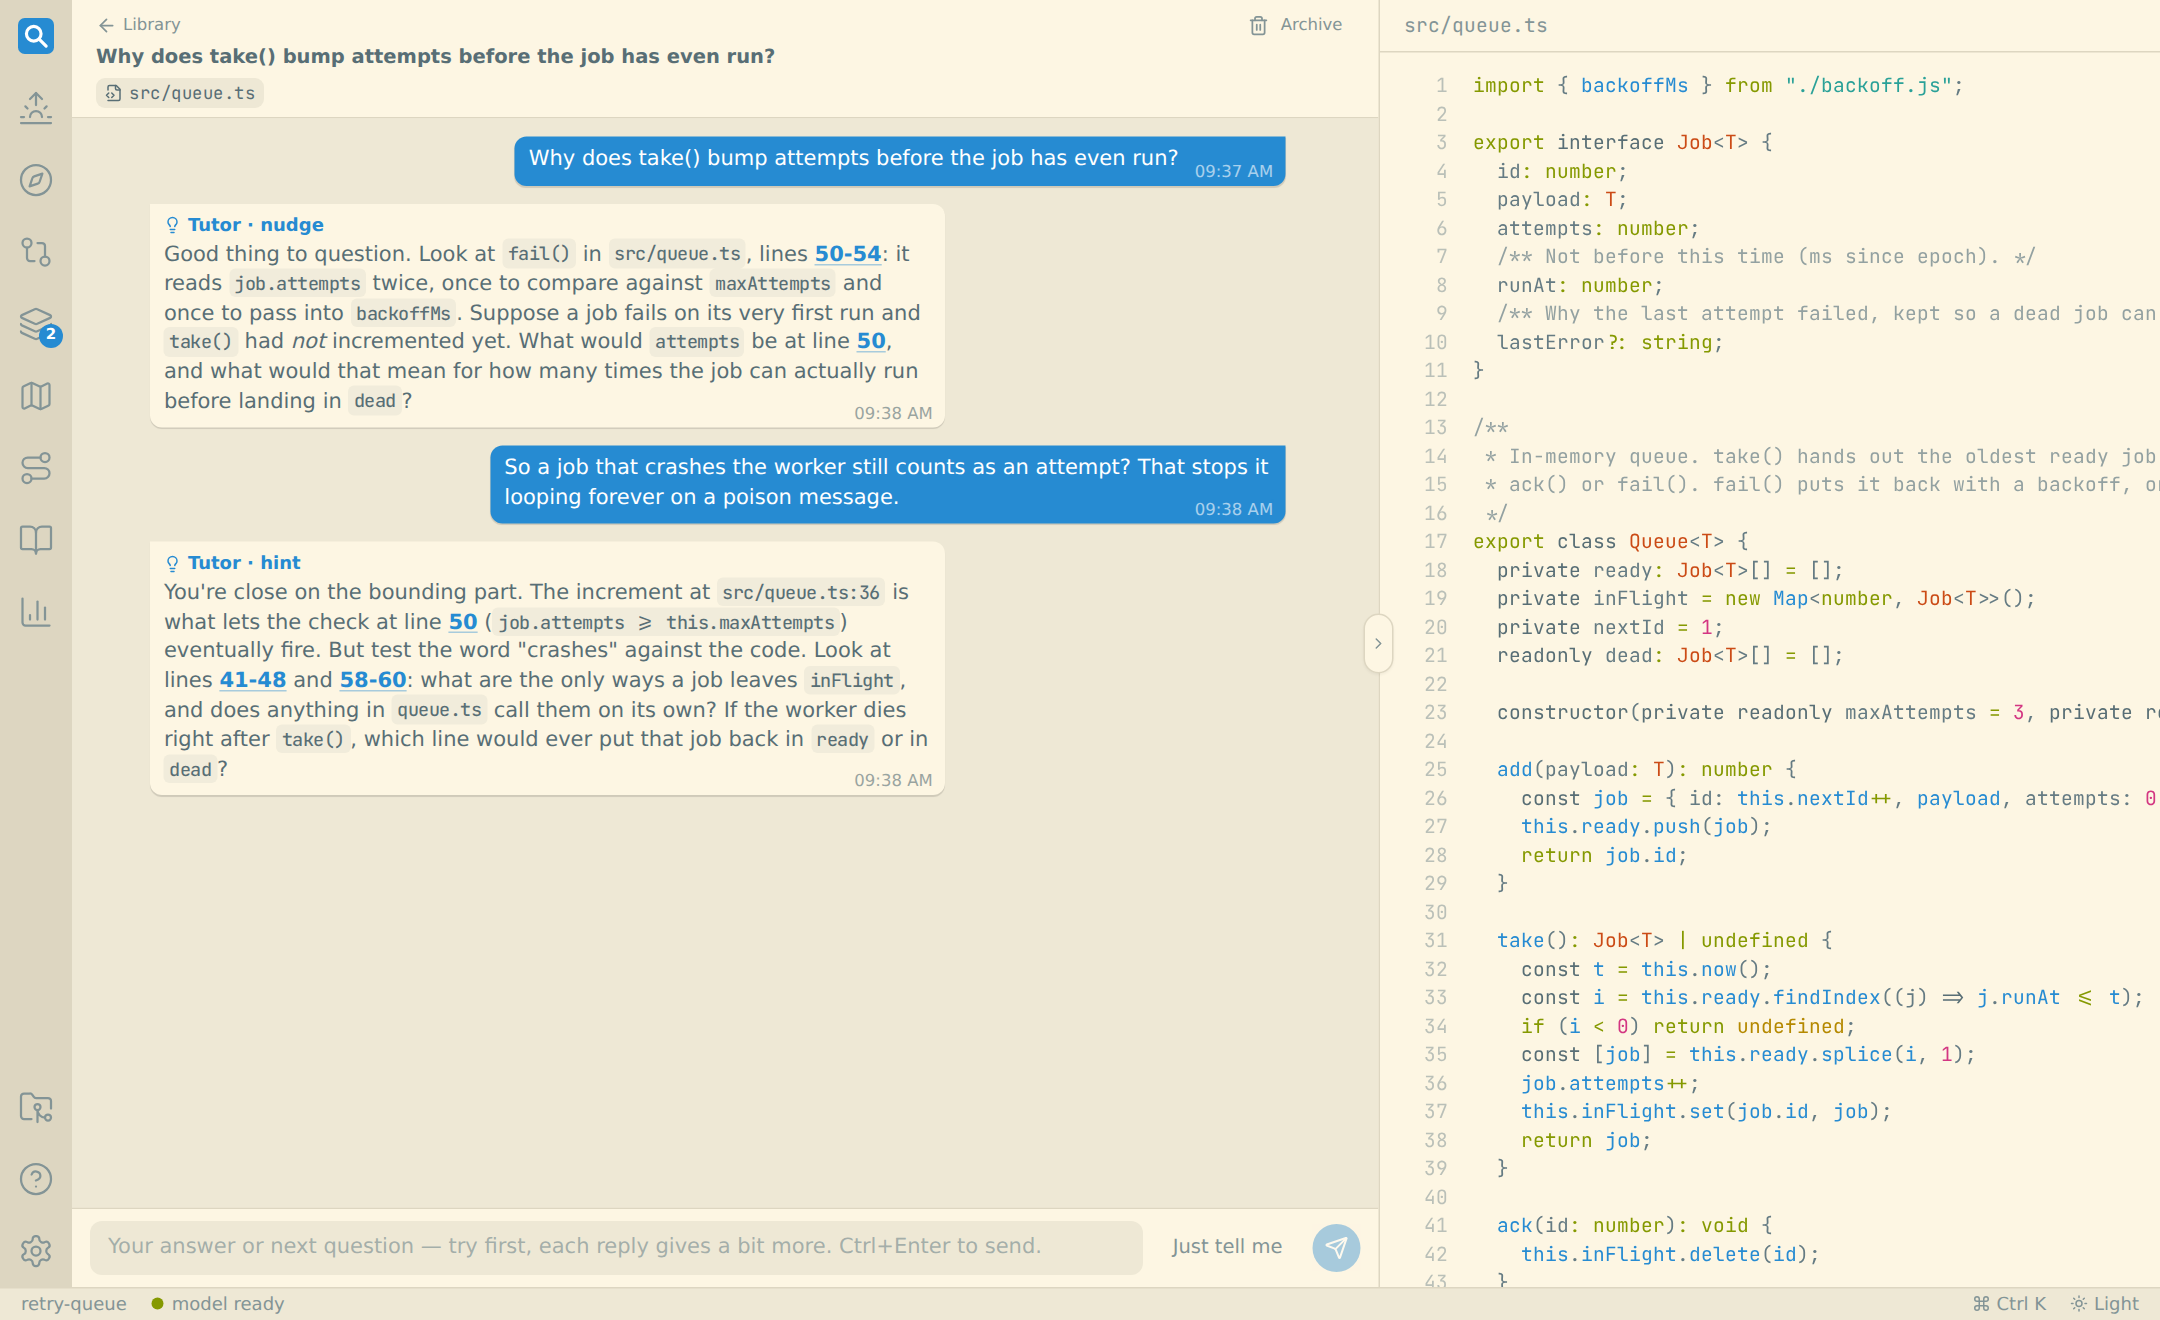 Library
Archive
Why does take() bump attempts before the job has even run?
src/queue.ts
Why does take() bump attempts before the job has even run?
09:37 AM
Tutor · nudge
Good thing to question. Look at fail() in src/queue.ts, lines 50-54: it
reads job.attempts twice, once to compare against maxAttempts and
once to pass into backoffMs. Suppose a job fails on its very first run and
take() had not incremented yet. What would attempts be at line 50,
and what would that mean for how many times the job can actually run
before landing in dead?
09:38 AM
So a job that crashes the worker still counts as an attempt? That stops it
looping forever on a poison message.
09:38 AM
Tutor · hint
You're close on the bounding part. The increment at src/queue.ts:36 is
what lets the check at line 50 (job.attempts >= this.maxAttempts)
eventually fire. But test the word "crashes" against the code. Look at
lines 41-48 and 58-60: what are the only ways a job leaves inFlight,
and does anything in queue.ts call them on its own? If the worker dies
right after take(), which line would ever put that job back in ready or in
dead?
09:38 AM
2
Your answer or next question — try first, each reply gives a bit more. Ctrl+Enter to send.
Just tell me
retry-queue
model ready
Ctrl K
Light
src/queue.ts
1 import { backoffMs } from "./backoff.js";
2
3 export interface Job<T> {
4 id: number;
5 payload: T;
6 attempts: number;
7 /** Not before this time (ms since epoch). */
8 runAt: number;
9 /** Why the last attempt failed, kept so a dead job can
10 lastError?: string;
11 }
12
13 /**
14 * In-memory queue. take() hands out the oldest ready job
15 * ack() or fail(). fail() puts it back with a backoff, o
16 */
17 export class Queue<T> {
18 private ready: Job<T>[] = [];
19 private inFlight = new Map<number, Job<T>>();
20 private nextId = 1;
21 readonly dead: Job<T>[] = [];
22
23 constructor(private readonly maxAttempts = 3, private re
24
25 add(payload: T): number {
26 const job = { id: this.nextId++, payload, attempts: 0
27 this.ready.push(job);
28 return job.id;
29 }
30
31 take(): Job<T> | undefined {
32 const t = this.now();
33 const i = this.ready.findIndex((j) => j.runAt <= t);
34 if (i < 0) return undefined;
35 const [job] = this.ready.splice(i, 1);
36 job.attempts++;
37 this.inFlight.set(job.id, job);
38 return job;
39 }
40
41 ack(id: number): void {
42 this.inFlight.delete(id);
43 }